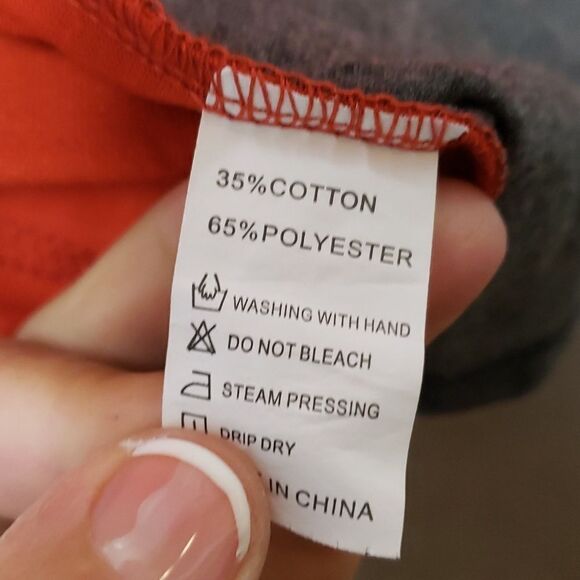 35%COTTON
65%POLYESTER
WASHING WITH HAND
DO NOT BLEACH
STEAM PRESSING
DRIP DRY
IN CHINA